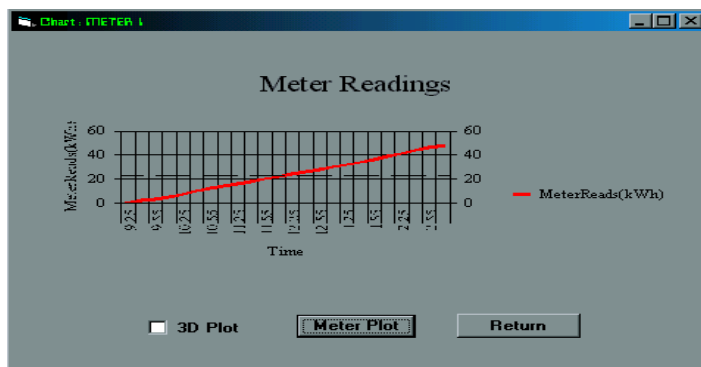 Chart : METER 1
Meter Readings
MeterReads(kWh)
60 60
40 40
20 20
0 0
9.25 9.55 10.25 10.55 11.25 11.55 12.25 12.55 1.25 1.55 2.25 2.55
Time
MeterReads(kWh)
3D Plot
Meter Plot
Return